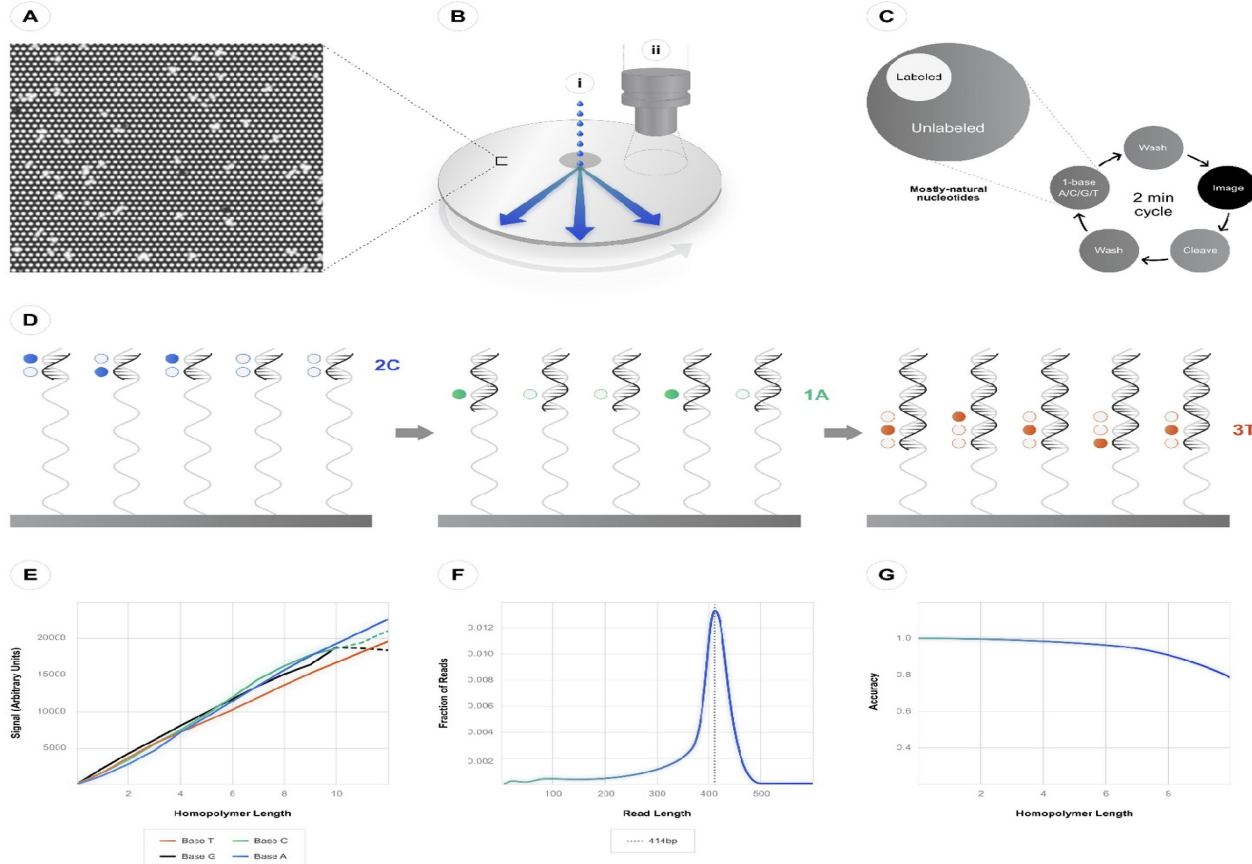 A
B
C
i
ii
Labeled
Unlabeled
Mostly-natural
nucleotides
Wash
1-base
A/C/G/T
Image
2 min
cycle
Wash
Cleave
D
2C
1A
3T
E
F
G
Signal (Arbitrary Units)
20000
15000
10000
5000
2
4
6
8
10
Homopolymer Length
Base T
Base C
Base G
Base A
Fraction of Reads
0.012
0.010
0.008
0.006
0.004
0.002
100
200
300
400
500
Read Length
414bp
Accuracy
1.0
0.8
0.6
0.4
2
4
6
8
Homopolymer Length